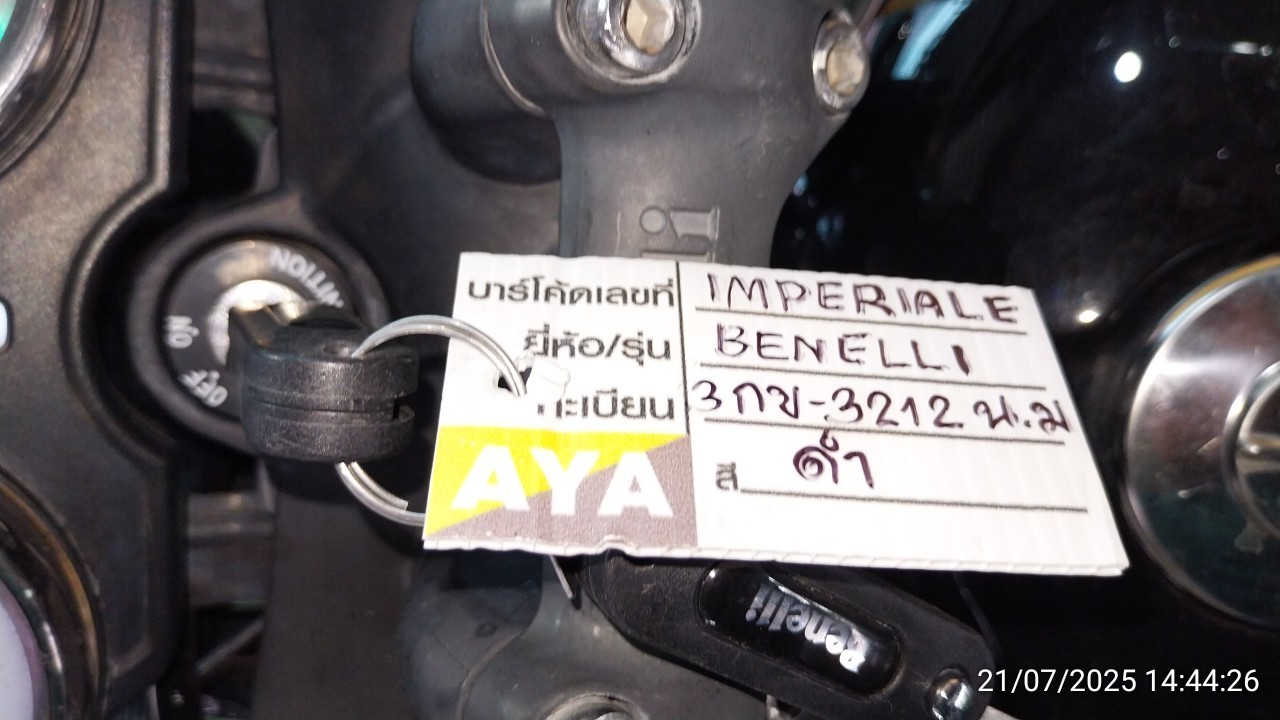 IGNITION
ON
OFF
lli
บาร์โค้ดเลขที่ IMPERIALE
ยี่ห้อ/รุ่น BENELLI
ทะเบียน 3กข-3212 น.ม
สี ดำ
AYA
Benelli
21/07/2025 14:44:26